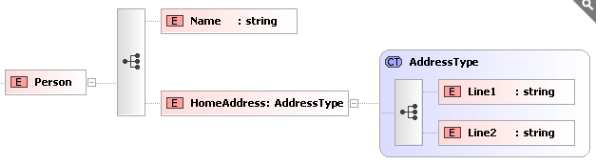 E Name : string
E Person
E HomeAddress: AddressType
CT AddressType
E Line1 : string
E Line2 : string